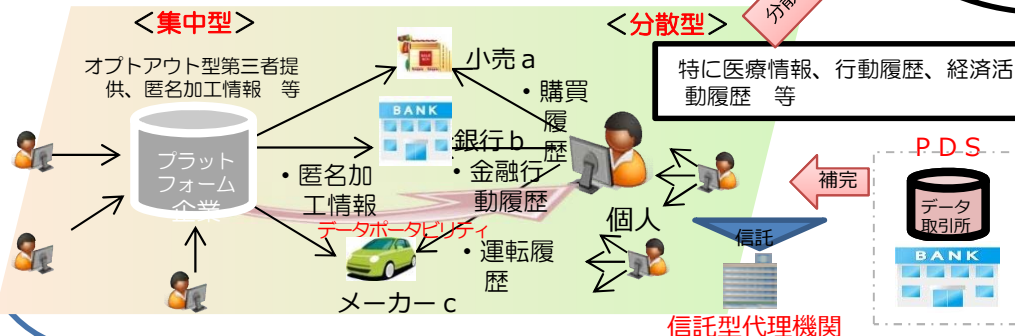 ＜集中型＞
オプトアウト型第三者提
供、匿名加工情報　等
プラット
フォーム
企業
・匿名加
工情報
データポータビリティ
小売ａ
・購買
履
歴
BANK
銀行ｂ
・金融行
動履歴
・運転履
歴
メーカーｃ
＜分散型＞
個人
信託
信託型代理機関
分散
特に医療情報、行動履歴、経済活
動履歴　等
補完
ＰＤＳ
データ
取引所
BANK